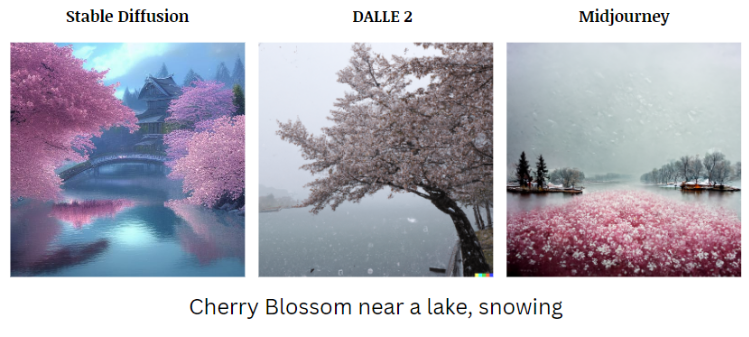 Stable Diffusion
DALLE 2
Midjourney
Cherry Blossom near a lake, snowing